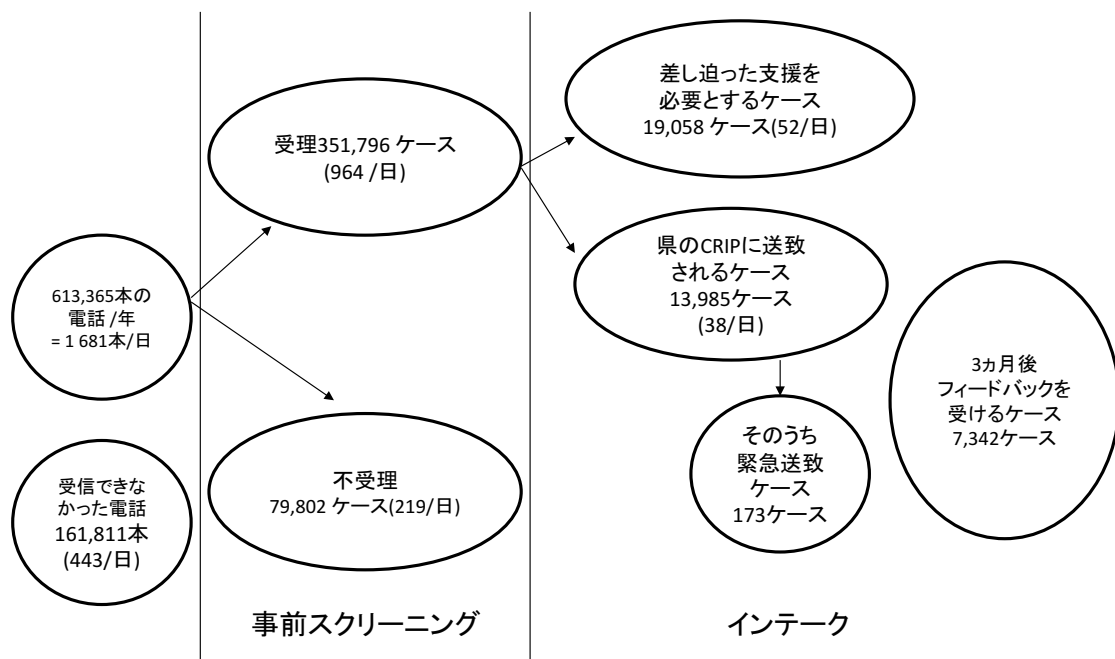 613,365本の
電話 /年
= 1 681本/日
受信できな
かった電話
161,811本
(443/日)
受理351,796 ケース
(964 /日)
不受理
79,802 ケース(219/日)
事前スクリーニング
差し迫った支援を
必要とするケース
19,058 ケース(52/日)
県のCRIPに送致
されるケース
13,985ケース
(38/日)
そのうち
緊急送致
ケース
173ケース
3ヵ月後
フィードバックを
受けるケース
7,342ケース
インテーク